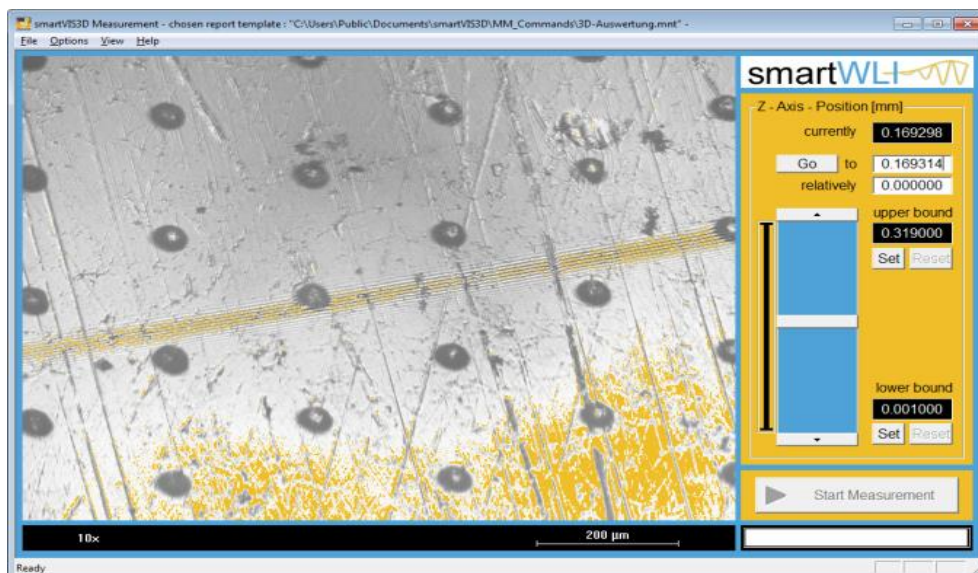 smartVIS3D Measurement - chosen report template : "C:\Users\Public\Documents\smartVIS3D\MM_Commands\3D-Auswertung.mnt" -
File Options View Help
smartWLI
Z - Axis - Position [mm]
currently 0.169298
Go to 0.169314
relatively 0.000000
upper bound
0.319000
Set Reset
lower bound
0.001000
Set Reset
Start Measurement
10x 200 µm
Ready